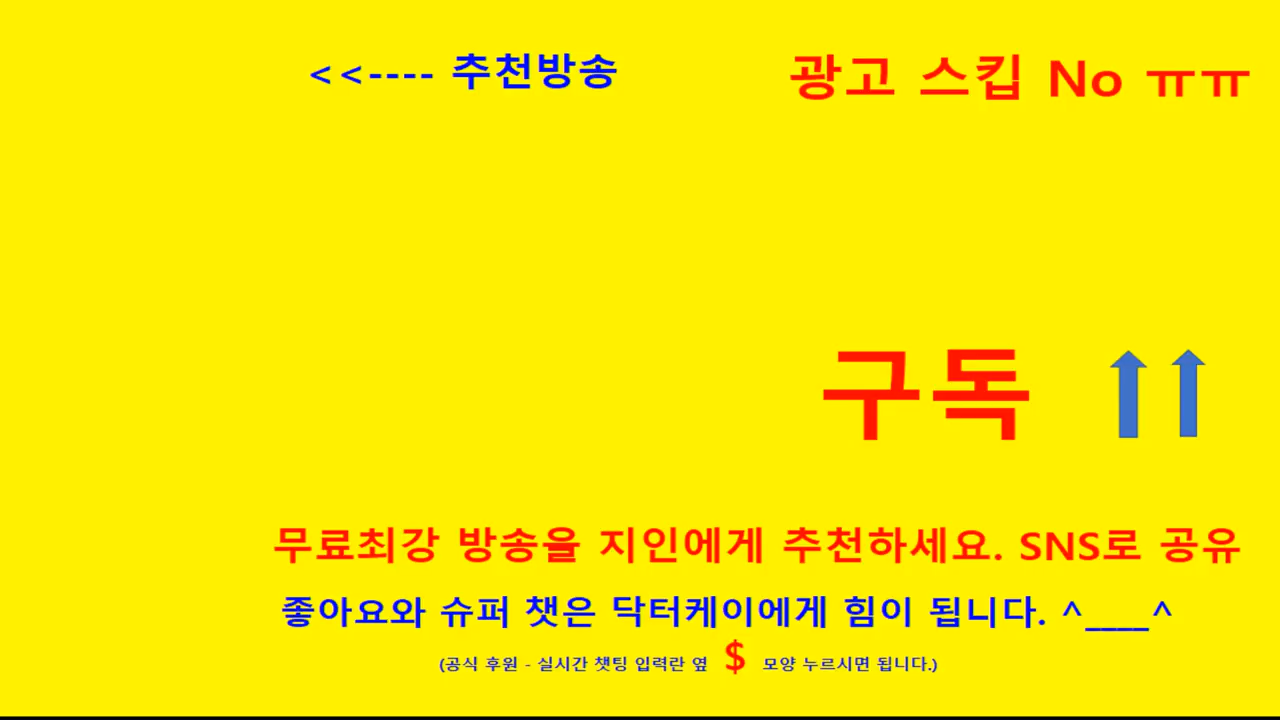 <<---- 추천방송
광고 스킵 No ㅠㅠ
구독
무료최강 방송을 지인에게 추천하세요. SNS로 공유
좋아요와 슈퍼 챗은 닥터케이에게 힘이 됩니다. ^____^
(공식 후원 - 실시간 챗팅 입력란 옆 $ 모양 누르시면 됩니다.)